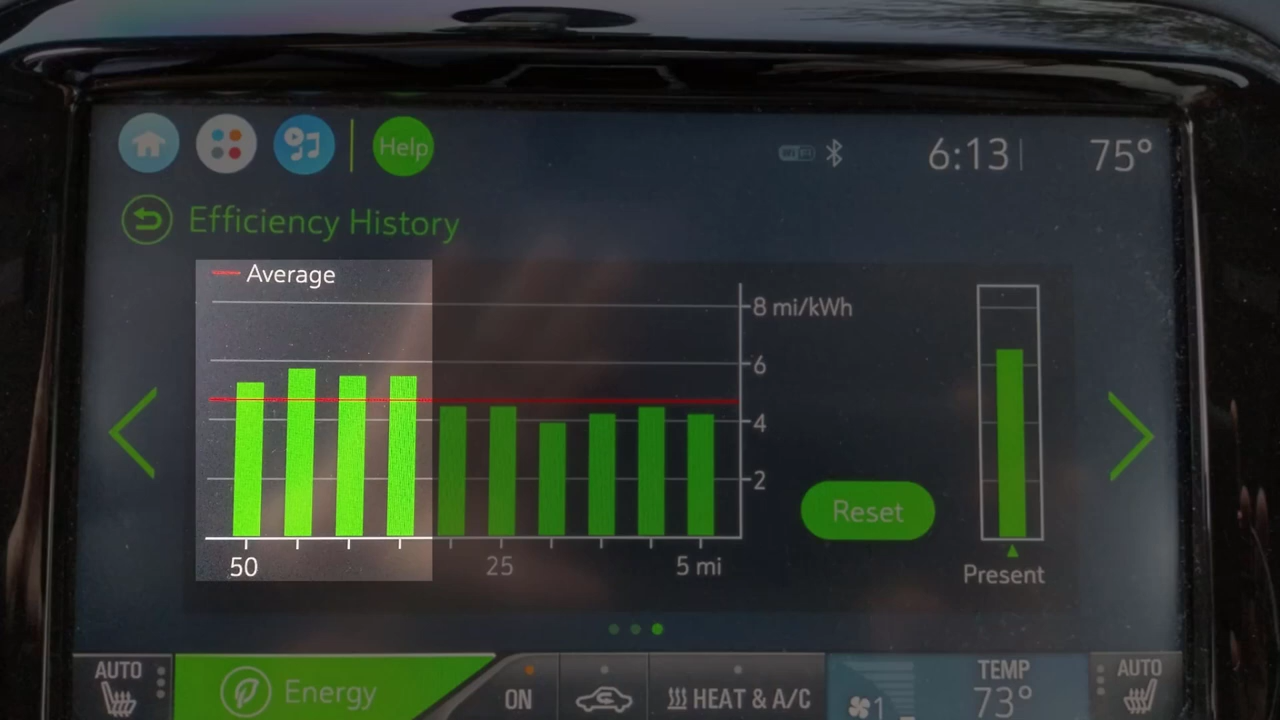 Help
6:13
75°
Efficiency History
Average
8 mi/kWh
6
4
2
Reset
50
25
5 mi
Present
AUTO
Energy
ON
HEAT & A/C
1
TEMP
73°
AUTO